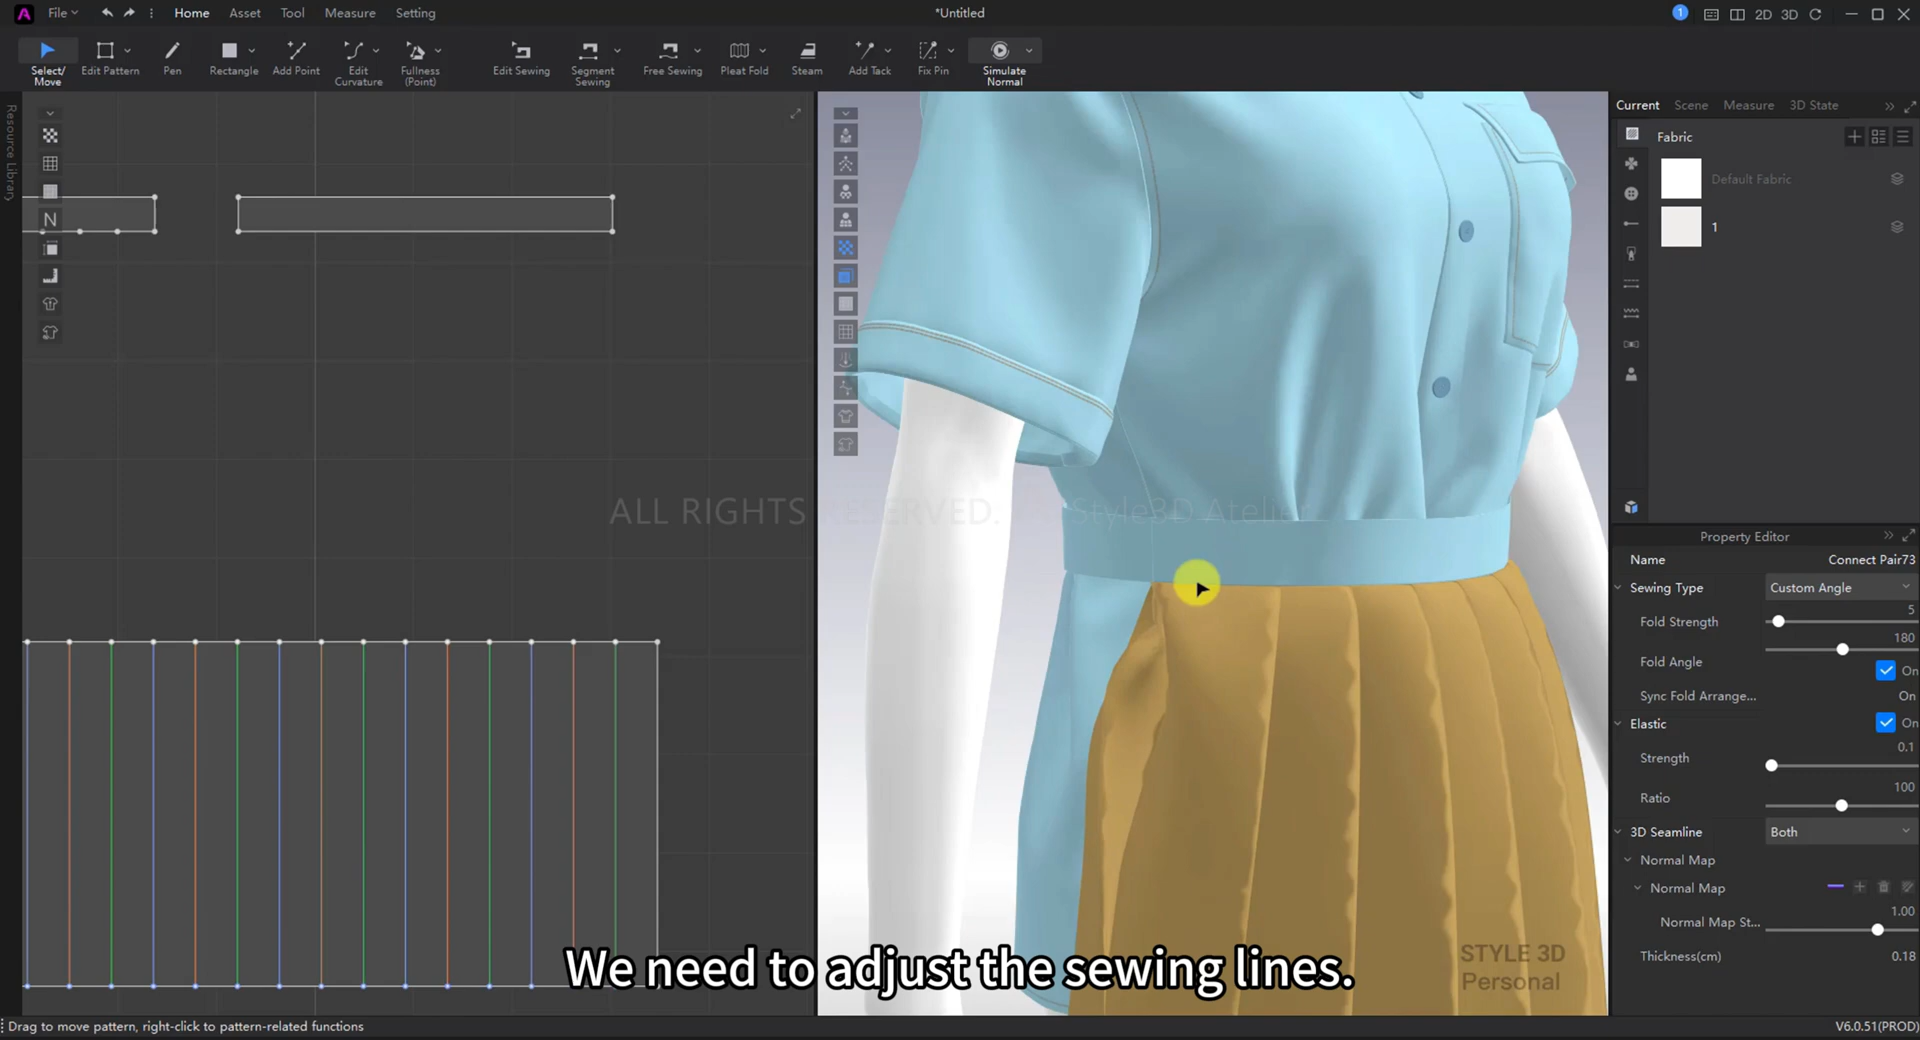 File
Home
Asset
Tool
Measure
Setting
*Untitled
1
2D
3D
Select/
Move
Edit Pattern
Pen
Rectangle
Add Point
Edit
Curvature
Fullness
(Point)
Edit Sewing
Segment
Sewing
Free Sewing
Pleat Fold
Steam
Add Tack
Fix Pin
Simulate
Normal
Resource Library
N
Current
Scene
Measure
3D State
Fabric
Default Fabric
1
ALL RIGHTS RESERVED.
Style3D Atelier
Property Editor
Name
Connect Pair73
Sewing Type
Custom Angle
Fold Strength
5
180
Fold Angle
On
Sync Fold Arrange...
On
Elastic
On
Strength
0.1
Ratio
100
3D Seamline
Both
Normal Map
Normal Map
Normal Map St...
1.00
Thickness(cm)
0.18
STYLE 3D
Personal
We need to adjust the sewing lines.
Drag to move pattern, right-click to pattern-related functions
V6.0.51(PROD)